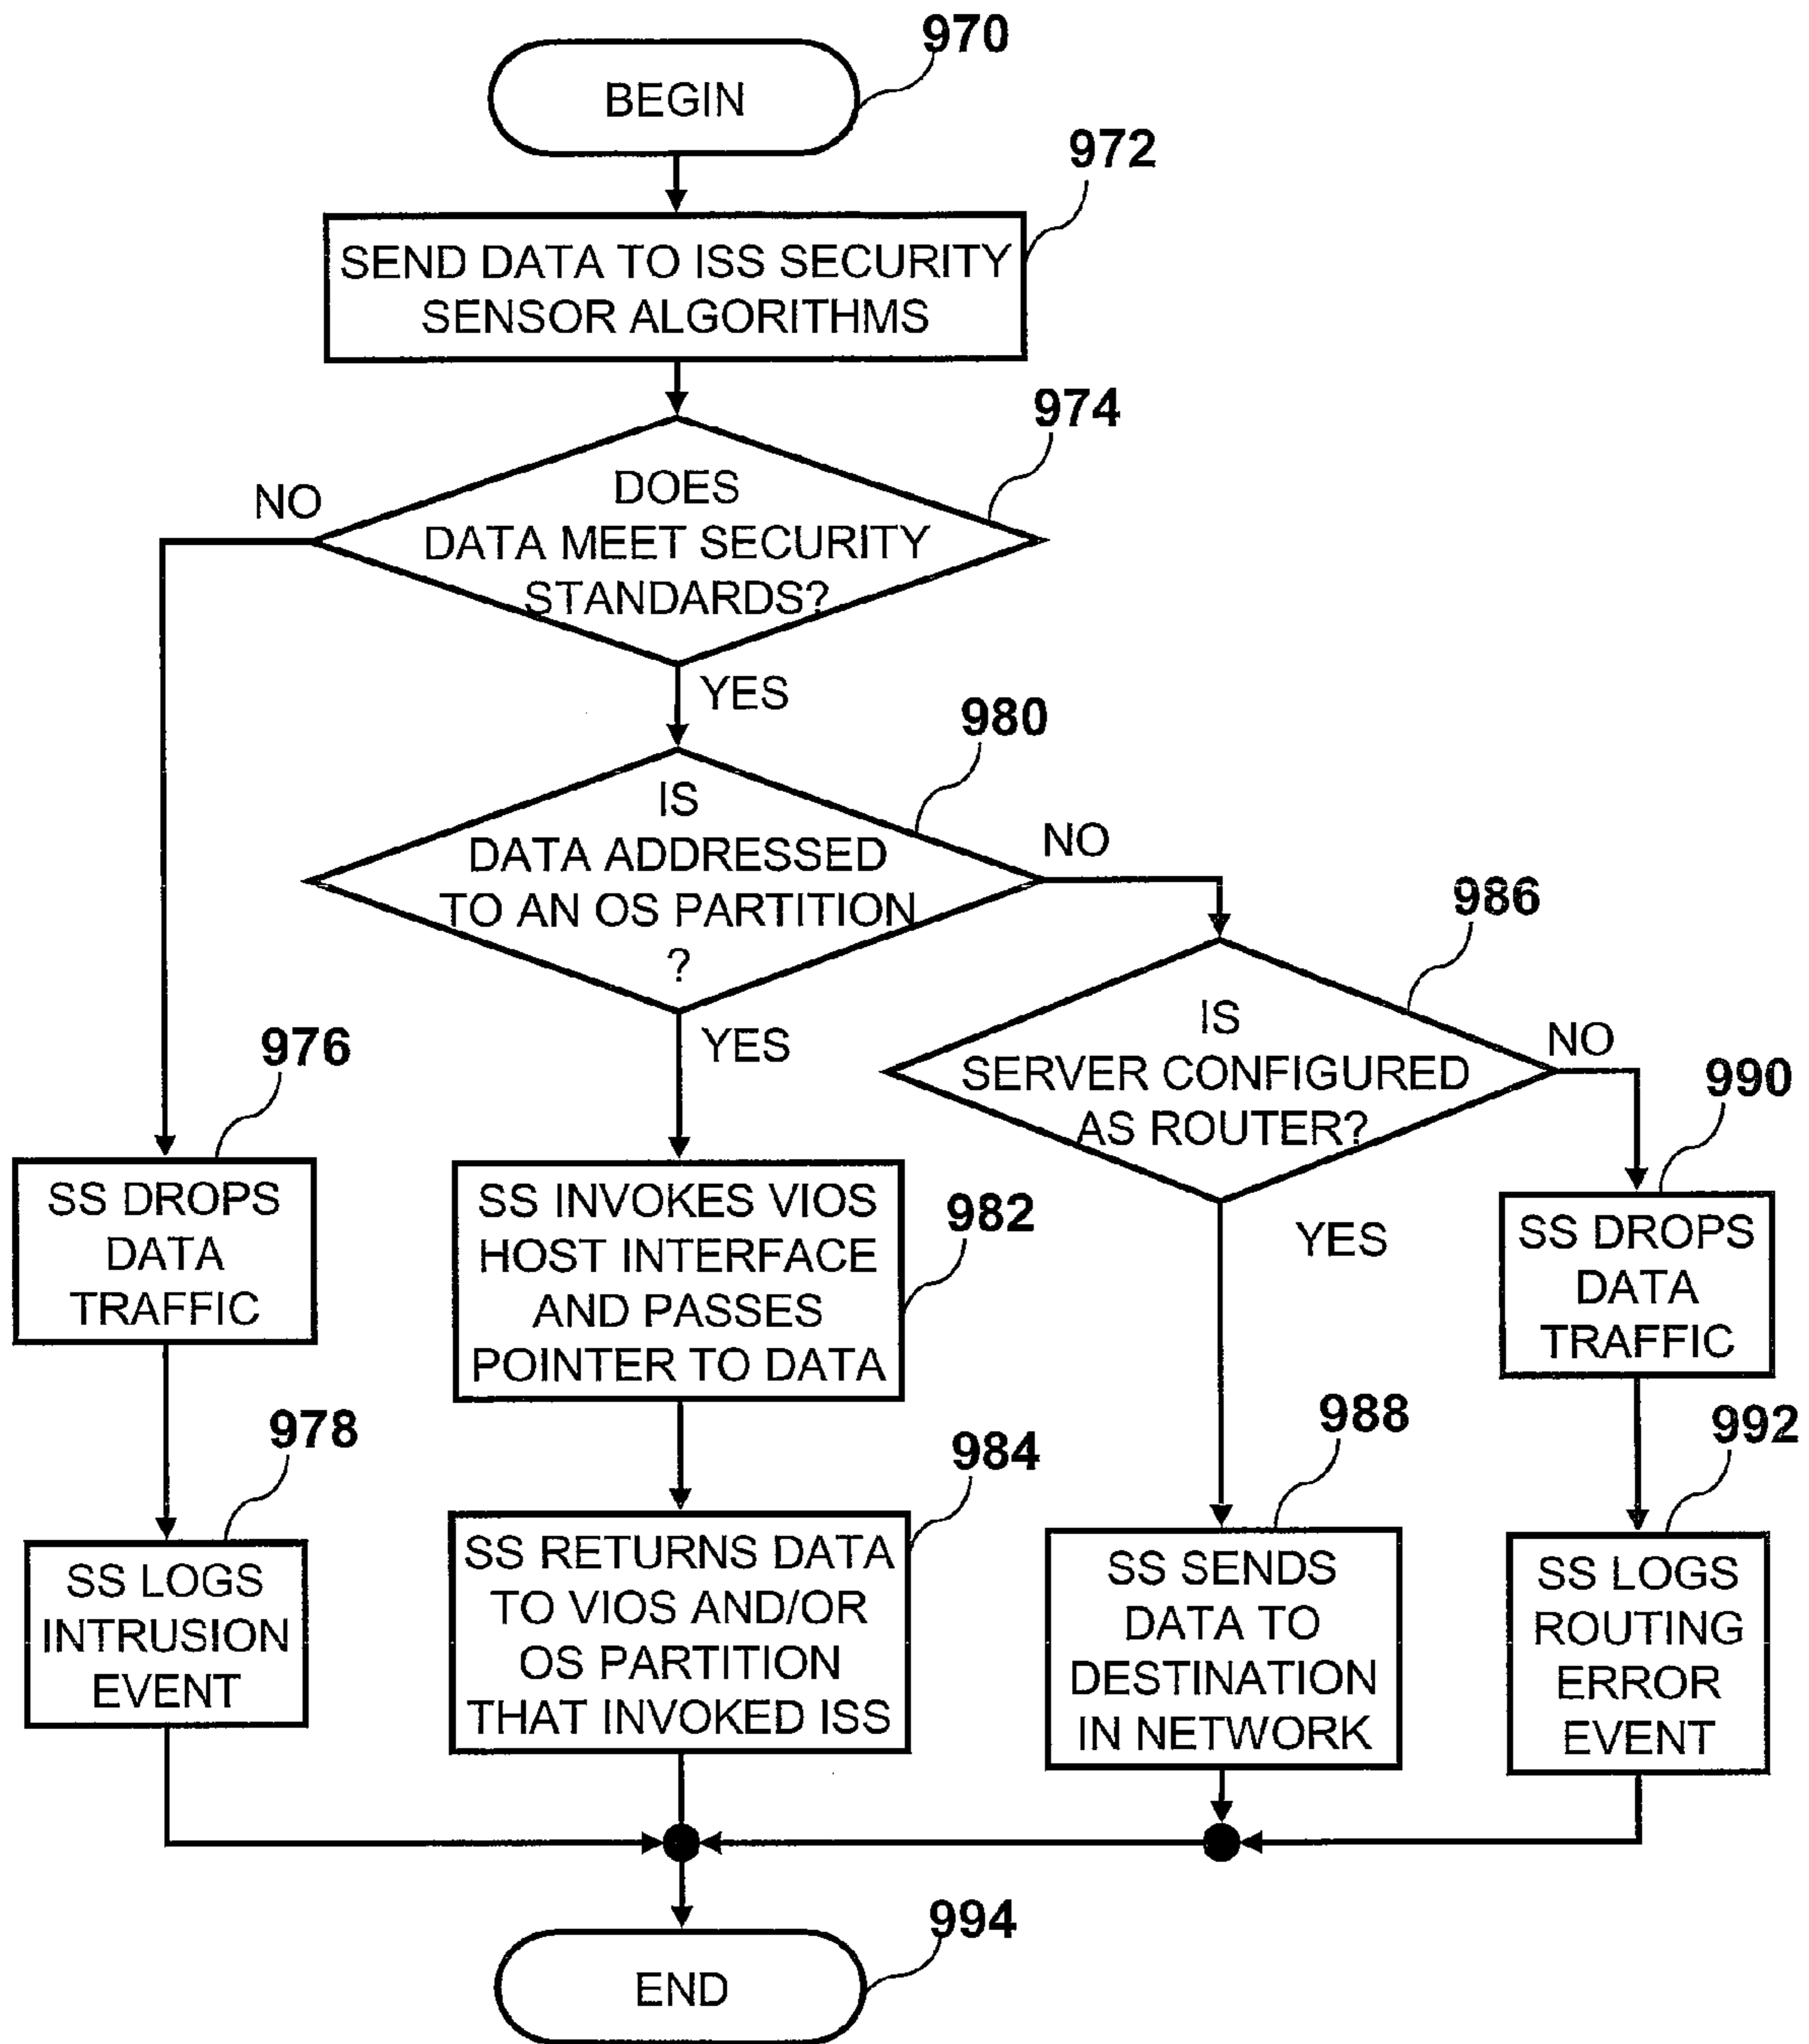 970
BEGIN
972
SEND DATA TO ISS SECURITY
SENSOR ALGORITHMS
974
NO
DOES
DATA MEET SECURITY
STANDARDS?
YES
980
IS
DATA ADDRESSED
TO AN OS PARTITION
?
NO
YES
986
IS
SERVER CONFIGURED
AS ROUTER?
NO
YES
976
SS DROPS
DATA
TRAFFIC
982
SS INVOKES VIOS
HOST INTERFACE
AND PASSES
POINTER TO DATA
990
SS DROPS
DATA
TRAFFIC
978
SS LOGS
INTRUSION
EVENT
984
SS RETURNS DATA
TO VIOS AND/OR
OS PARTITION
THAT INVOKED ISS
988
SS SENDS
DATA TO
DESTINATION
IN NETWORK
992
SS LOGS
ROUTING
ERROR
EVENT
994
END